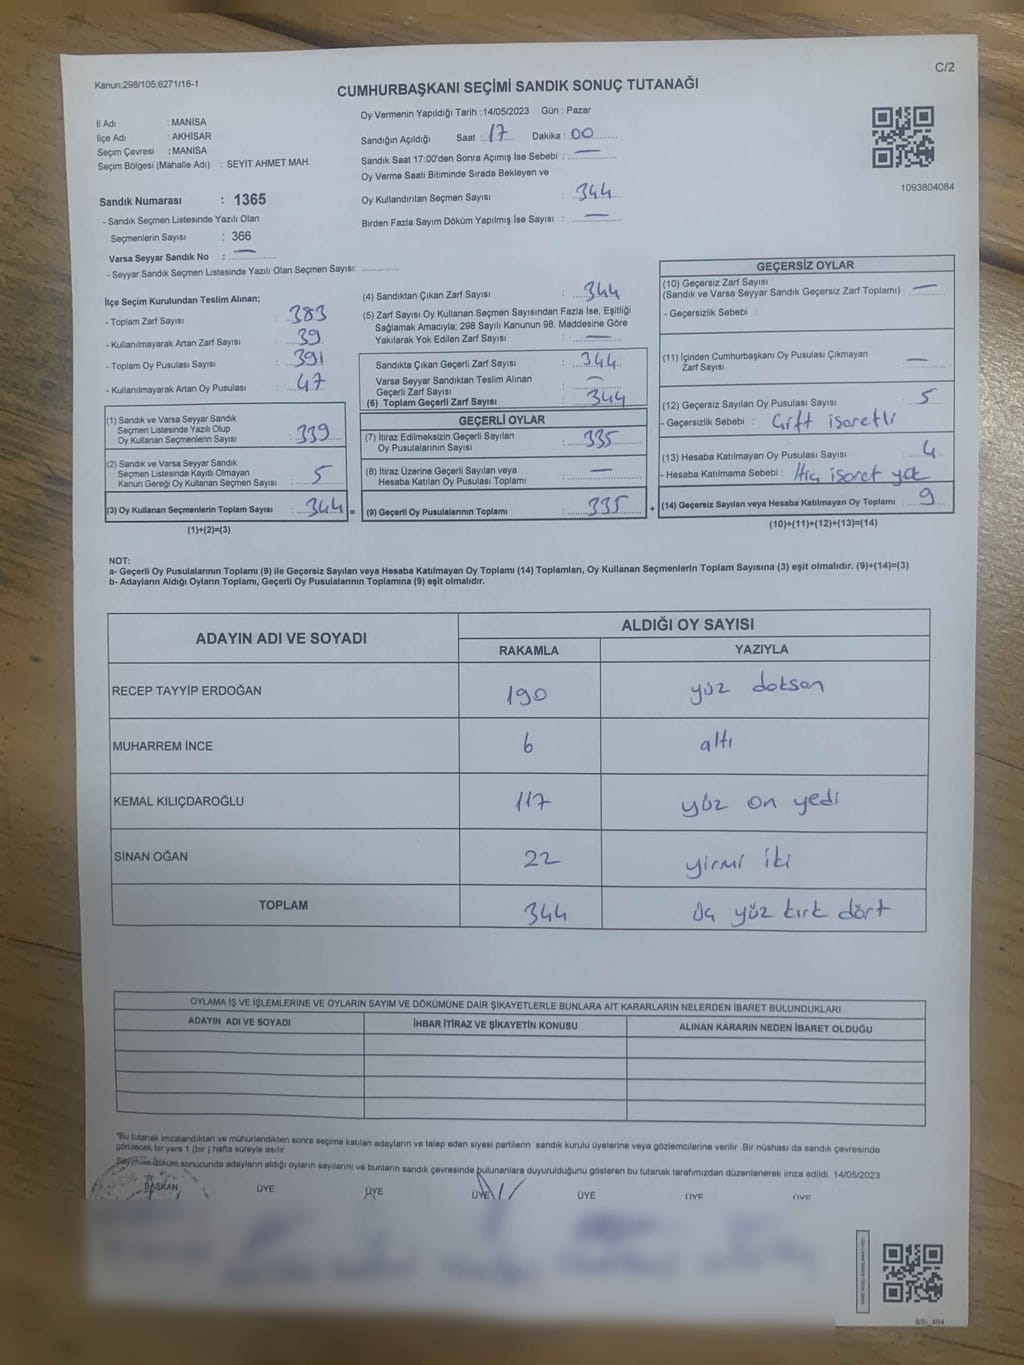 Kanun:298/105;6271/18-1
C/2
CUMHURBAŞKANI SEÇİMİ SANDIK SONUÇ TUTANAĞI
İl Adı : MANİSA
İlçe Adı : AKHİSAR
Seçim Çevresi : MANİSA
Seçim Bölgesi (Mahalle Adı) : SEYİT AHMET MAH.
Sandık Numarası : 1365
- Sandık Seçmen Listesinde Yazılı Olan
Seçmenlerin Sayısı : 366
Varsa Seyyar Sandık No : —
- Seyyar Sandık Seçmen Listesinde Yazılı Olan Seçmen Sayısı: ..............
Oy Vermenin Yapıldığı Tarih : 14/05/2023 Gün : Pazar
Sandığın Açıldığı Saat : 17 Dakika : 00
Sandık Saat 17:00'den Sonra Açımış İse Sebebi : —
Oy Verme Saati Bitiminde Sırada Bekleyen ve
Oy Kullandırılan Seçmen Sayısı : 344
Birden Fazla Sayım Döküm Yapılmış İse Sayısı : —
1093804084
İlçe Seçim Kurulundan Teslim Alınan;
- Toplam Zarf Sayısı : 383
- Kullanılmayarak Artan Zarf Sayısı : 39
- Toplam Oy Pusulası Sayısı : 391
- Kullanılmayarak Artan Oy Pusulası : 47
(1) Sandık ve Varsa Seyyar Sandık
Seçmen Listesinde Yazılı Olup
Oy Kullanan Seçmenlerin Sayısı : 339
(2) Sandık ve Varsa Seyyar Sandık
Seçmen Listesinde Kayıtlı Olmayan
Kanun Gereği Oy Kullanan Seçmen Sayısı : 5
(3) Oy Kullanan Seçmenlerin Toplam Sayısı : 344 =
(1)+(2)=(3)
(4) Sandıktan Çıkan Zarf Sayısı : 344
(5) Zarf Sayısı Oy Kullanan Seçmen Sayısından Fazla İse, Eşitliği
Sağlamak Amacıyla; 298 Sayılı Kanunun 98. Maddesine Göre
Yakılarak Yok Edilen Zarf Sayısı : —
Sandıkta Çıkan Geçerli Zarf Sayısı : 344
Varsa Seyyar Sandıktan Teslim Alınan
Geçerli Zarf Sayısı : —
(6) Toplam Geçerli Zarf Sayısı : 344
GEÇERLİ OYLAR
(7) İtiraz Edilmeksizin Geçerli Sayılan
Oy Pusulalarının Sayısı : 335
(8) İtiraz Üzerine Geçerli Sayılan veya
Hesaba Katılan Oy Pusulası Toplamı : —
(9) Geçerli Oy Pusulalarının Toplamı : 335 +
GEÇERSİZ OYLAR
(10) Geçersiz Zarf Sayısı
(Sandık ve Varsa Seyyar Sandık Geçersiz Zarf Toplamı) : —
- Geçersizlik Sebebi :
(11) İçinden Cumhurbaşkanı Oy Pusulası Çıkmayan
Zarf Sayısı : —
(12) Geçersiz Sayılan Oy Pusulası Sayısı : 5
- Geçersizlik Sebebi : Çift işaretli
(13) Hesaba Katılmayan Oy Pusulası Sayısı : 4
- Hesaba Katılmama Sebebi : Hiç işaret yok
(14) Geçersiz Sayılan veya Hesaba Katılmayan Oy Toplamı : 9
(10)+(11)+(12)+(13)=(14)
NOT:
a- Geçerli Oy Pusulalarının Toplamı (9) ile Geçersiz Sayılan veya Hesaba Katılmayan Oy Toplamı (14) Toplamları, Oy Kullanan Seçmenlerin Toplam Sayısına (3) eşit olmalıdır. (9)+(14)=(3)
b- Adayların Aldığı Oyların Toplamı, Geçerli Oy Pusulalarının Toplamına (9) eşit olmalıdır.
ADAYIN ADI VE SOYADI
ALDIĞI OY SAYISI
RAKAMLA YAZIYLA
RECEP TAYYİP ERDOĞAN 190 yüz doksan
MUHARREM İNCE 6 altı
KEMAL KILIÇDAROĞLU 117 yüz on yedi
SİNAN OĞAN 22 yirmi iki
TOPLAM 344 üç yüz kırk dört
OYLAMA İŞ VE İŞLEMLERİNE VE OYLARIN SAYIM VE DÖKÜMÜNE DAİR ŞİKAYETLERLE BUNLARA AİT KARARLARIN NELERDEN İBARET BULUNDUKLARI
ADAYIN ADI VE SOYADI İHBAR İTİRAZ VE ŞİKAYETİN KONUSU ALINAN KARARIN NEDEN İBARET OLDUĞU
*Bu tutanak imzalandıktan ve mühürlendikten sonra seçime katılan adayların ve talep eden siyasi partilerin sandık kurulu üyelerine veya gözlemcilerine verilir. Bir nüshası da sandık çevresinde
görülecek bir yere 1 (bir) hafta süreyle asılır.
Sayım ve döküm sonucunda adayların aldığı oyların sayılarını ve bunların sandık çevresinde bulunanlara duyurulduğunu gösteren bu tutanak tarafımızdan düzenlenerek imza edildi. 14/05/2023
BAŞKAN ÜYE ÜYE ÜYE ÜYE ÜYE ÜYE